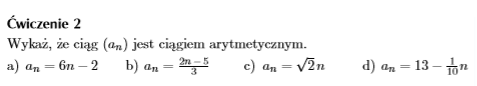 Ćwiczenie 2
Wykaż, że ciąg (aₙ) jest ciągiem arytmetycznym.
a) aₙ = 6n − 2 b) aₙ = (2n − 5)/3 c) aₙ = √2 n d) aₙ = 13 − 1/10 n